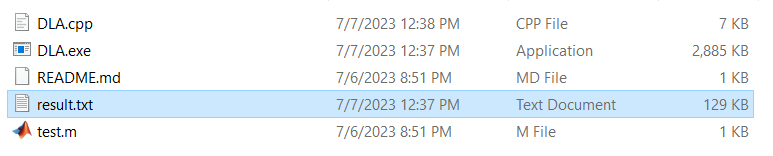 DLA.cpp 7/7/2023 12:38 PM CPP File 7 KB
DLA.exe 7/7/2023 12:37 PM Application 2,885 KB
README.md 7/6/2023 8:51 PM MD File 1 KB
result.txt 7/7/2023 12:37 PM Text Document 129 KB
test.m 7/6/2023 8:51 PM M File 1 KB